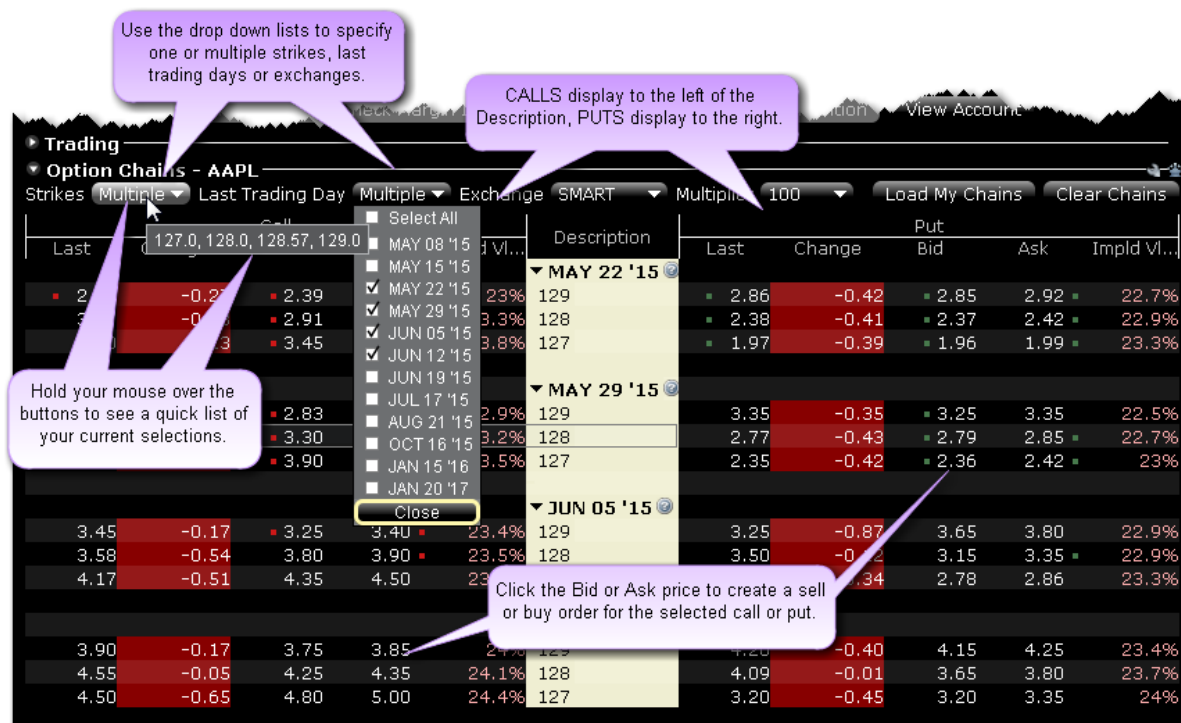 Use the drop down lists to specify
one or multiple strikes, last
trading days or exchanges.
CALLS display to the left of the
Description, PUTS display to the right.
View Account
Trading
Option Chains - AAPL
Strikes Multiple Last Trading Day Multiple Exchange SMART Multiplier 100 Load My Chains Clear Chains
Select All
MAY 08 '15
MAY 15 '15
MAY 22 '15
MAY 29 '15
JUN 05 '15
JUN 12 '15
JUN 19 '15
JUL 17 '15
AUG 21 '15
OCT 16 '15
JAN 15 '16
JAN 20 '17
Close
127.0, 128.0, 128.57, 129.0
Put
Last Description Last Change Bid Ask Impld Vl...
MAY 22 '15
-0.27 2.39 23% 129 2.86 -0.42 2.85 2.92 22.7%
2.91 128 2.38 -0.41 2.37 2.42 22.9%
3.45 127 1.97 -0.39 1.96 1.99 23.3%
Hold your mouse over the
buttons to see a quick list of
your current selections.
MAY 29 '15
2.83 129 3.35 -0.35 3.25 3.35 22.5%
3.30 128 2.77 -0.43 2.79 2.85 22.7%
3.90 127 2.35 -0.42 2.36 2.42 23%
JUN 05 '15
3.45 -0.17 3.25 3.40 23.4% 129 3.25 -0.87 3.65 3.80 22.9%
3.58 -0.54 3.80 3.90 23.5% 128 3.50 3.15 3.35 22.9%
4.17 -0.51 4.35 4.50 2.78 2.86 23.3%
Click the Bid or Ask price to create a sell
or buy order for the selected call or put.
3.90 -0.17 3.75 3.85 24% 129 4.20 -0.40 4.15 4.25 23.4%
4.55 -0.05 4.25 4.35 24.1% 128 4.09 -0.01 3.65 3.80 23.7%
4.50 -0.65 4.80 5.00 24.4% 127 3.20 -0.45 3.20 3.35 24%